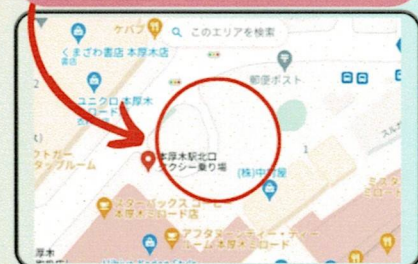 ケバブ
このエリアを検索
くまざわ書店 本厚木店
書店
郵便ポスト
2
ユニクロ 本厚木
本厚木駅北口
タクシー乗り場
1
(株)中村屋
タップルーム
スターバックス コーヒー
本厚木ミロード店
アフタヌーンティー・ティー
ルーム 本厚木ミロード
厚木